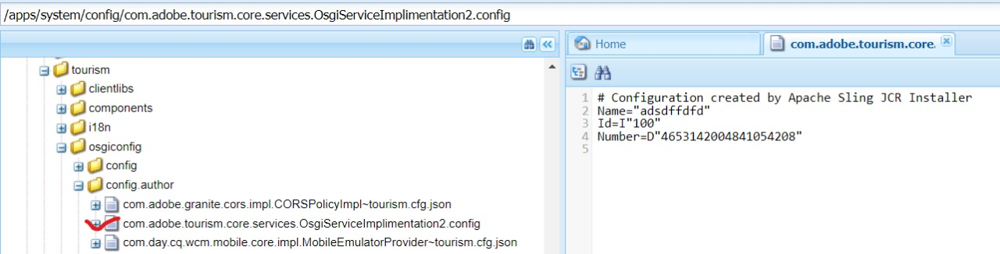 /apps/system/config/com.adobe.tourism.core.services.OsgiServiceImplimentation2.config
tourism
clientlibs
components
i18n
osgiconfig
config
config.author
com.adobe.granite.cors.impl.CORSPolicyImpl~tourism.cfg.json
com.adobe.tourism.core.services.OsgiServiceImplimentation2.config
com.day.cq.wcm.mobile.core.impl.MobileEmulatorProvider~tourism.cfg.json
Home
com.adobe.tourism.core.
1 # Configuration created by Apache Sling JCR Installer
2 Name="adsdffdfd"
3 Id=I"100"
4 Number=D"4653142004841054208"
5